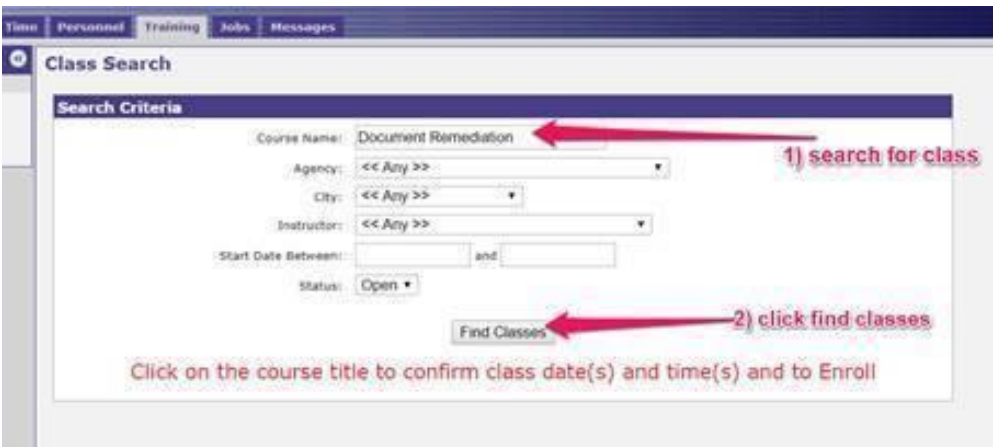 Time Personnel Training Jobs Messages
Class Search
Search Criteria
Course Name: Document Remediation
1) search for class
Agency: << Any >>
City: << Any >>
Instructor: << Any >>
Start Date Between: and
Status: Open
Find Classes
2) click find classes
Click on the course title to confirm class date(s) and time(s) and to Enroll